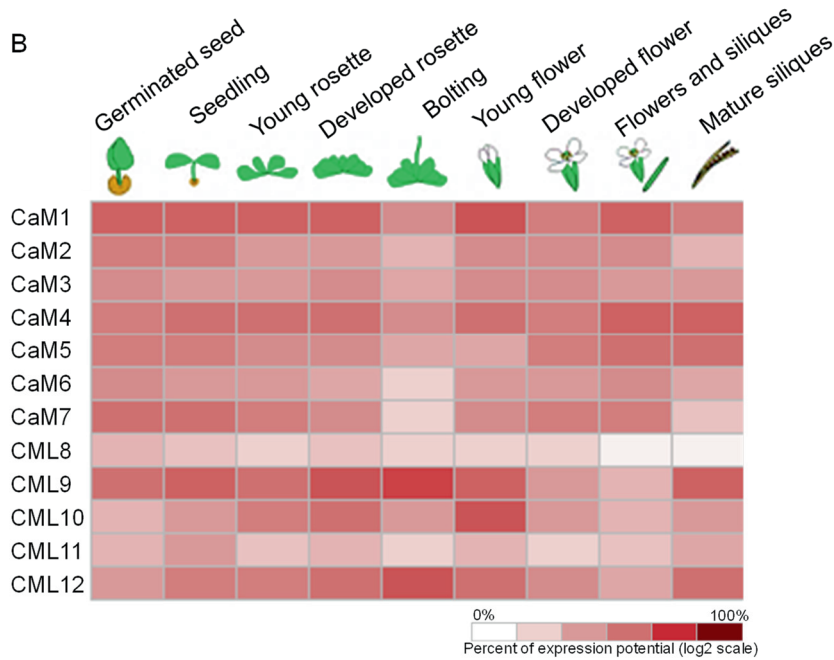 B
Germinated seed
Seedling
Young rosette
Developed rosette
Bolting
Young flower
Developed flower
Flowers and siliques
Mature siliques
CaM1
CaM2
CaM3
CaM4
CaM5
CaM6
CaM7
CML8
CML9
CML10
CML11
CML12
0% 100%
Percent of expression potential (log2 scale)